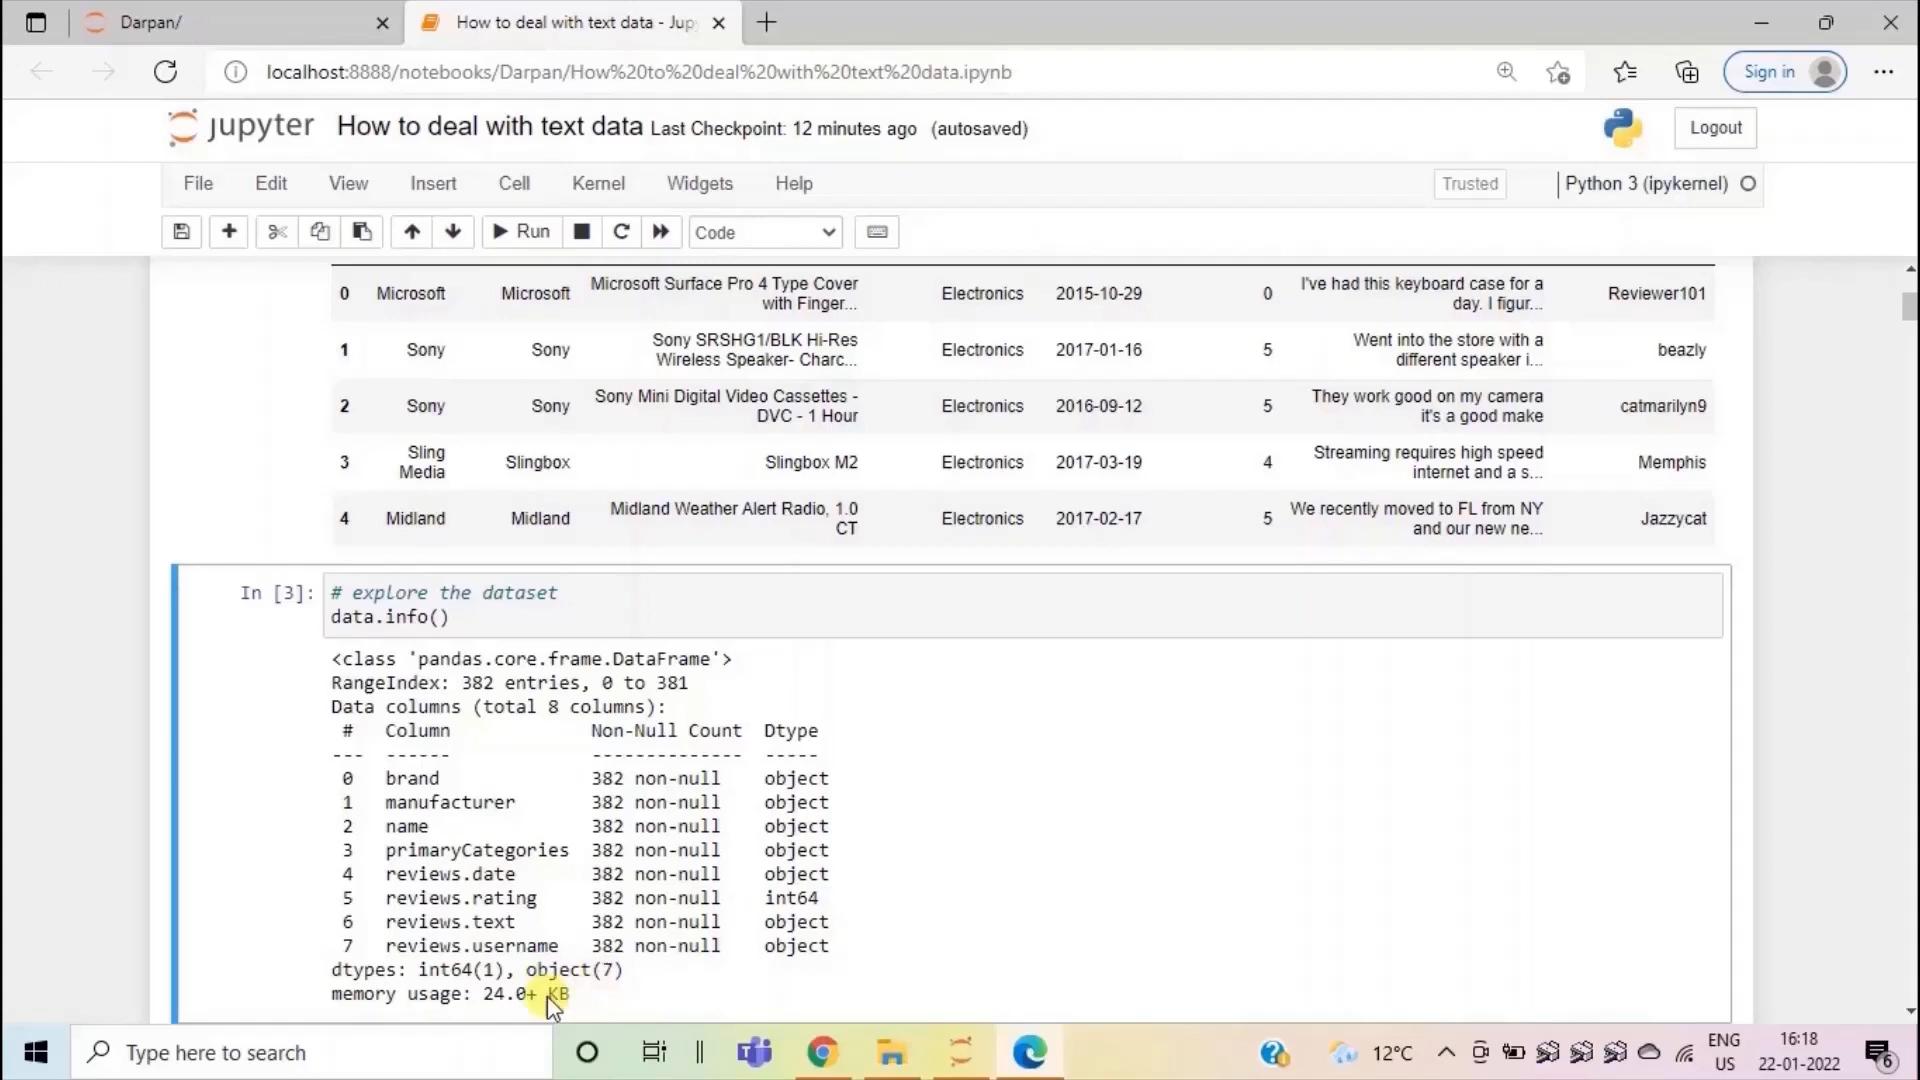 Darpan/
How to deal with text data - Jup
localhost:8888/notebooks/Darpan/How%20to%20deal%20with%20text%20data.ipynb
Sign in
jupyter How to deal with text data Last Checkpoint: 12 minutes ago (autosaved)
Logout
File Edit View Insert Cell Kernel Widgets Help
Trusted
Python 3 (ipykernel)
Run
Code
0 Microsoft Microsoft Microsoft Surface Pro 4 Type Cover with Finger... Electronics 2015-10-29 0 I've had this keyboard case for a day. I figur... Reviewer101
1 Sony Sony Sony SRSHG1/BLK Hi-Res Wireless Speaker- Charc... Electronics 2017-01-16 5 Went into the store with a different speaker i... beazly
2 Sony Sony Sony Mini Digital Video Cassettes - DVC - 1 Hour Electronics 2016-09-12 5 They work good on my camera it's a good make catmarilyn9
3 Sling Media Slingbox Slingbox M2 Electronics 2017-03-19 4 Streaming requires high speed internet and a s... Memphis
4 Midland Midland Midland Weather Alert Radio, 1.0 CT Electronics 2017-02-17 5 We recently moved to FL from NY and our new ne... Jazzycat
In [3]: # explore the dataset
data.info()
<class 'pandas.core.frame.DataFrame'>
RangeIndex: 382 entries, 0 to 381
Data columns (total 8 columns):
# Column Non-Null Count Dtype
--- ------ -------------- -----
0 brand 382 non-null object
1 manufacturer 382 non-null object
2 name 382 non-null object
3 primaryCategories 382 non-null object
4 reviews.date 382 non-null object
5 reviews.rating 382 non-null int64
6 reviews.text 382 non-null object
7 reviews.username 382 non-null object
dtypes: int64(1), object(7)
memory usage: 24.0+ KB
Type here to search
12°C
ENG
US
16:18
22-01-2022
6